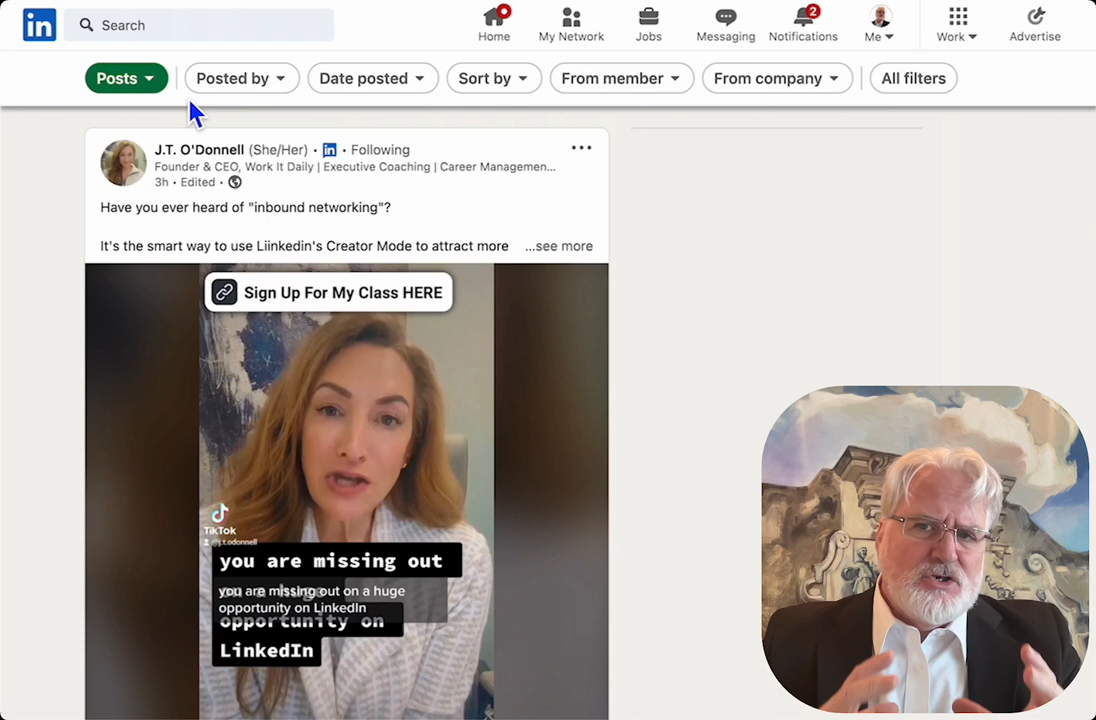 in
Search
Home
My Network
Jobs
Messaging
2
Notifications
Me
Work
Advertise
Posts
Posted by
Date posted
Sort by
From member
From company
All filters
J.T. O'Donnell (She/Her) • in • Following
Founder & CEO, Work It Daily | Executive Coaching | Career Managemen...
3h • Edited •
Have you ever heard of "inbound networking"?
It's the smart way to use Liinkedin's Creator Mode to attract more ...see more
Sign Up For My Class HERE
TikTok
@j.t.odonnell
you are missing out
on a huge
you are missing out on a huge
opportunity on LinkedIn
opportunity on
LinkedIn